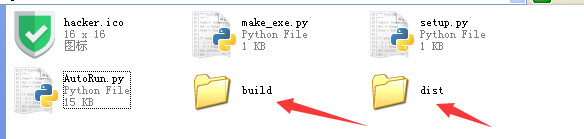 hacker.ico
16 x 16
图标
make_exe.py
Python File
1 KB
setup.py
Python File
1 KB
AutoRun.py
Python File
15 KB
build
dist